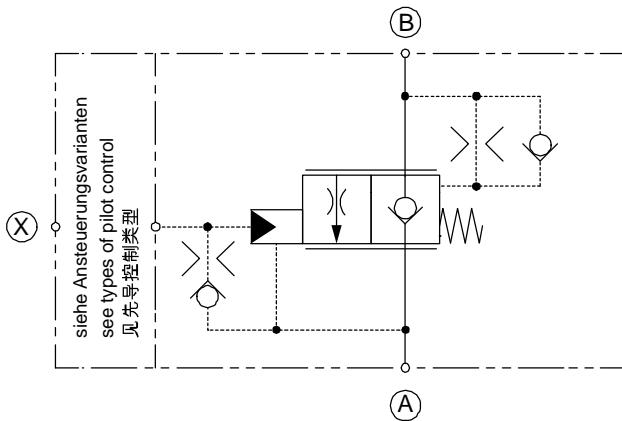 B
X
siehe Ansteuerungsvarianten
see types of pilot control
见先导控制类型
A